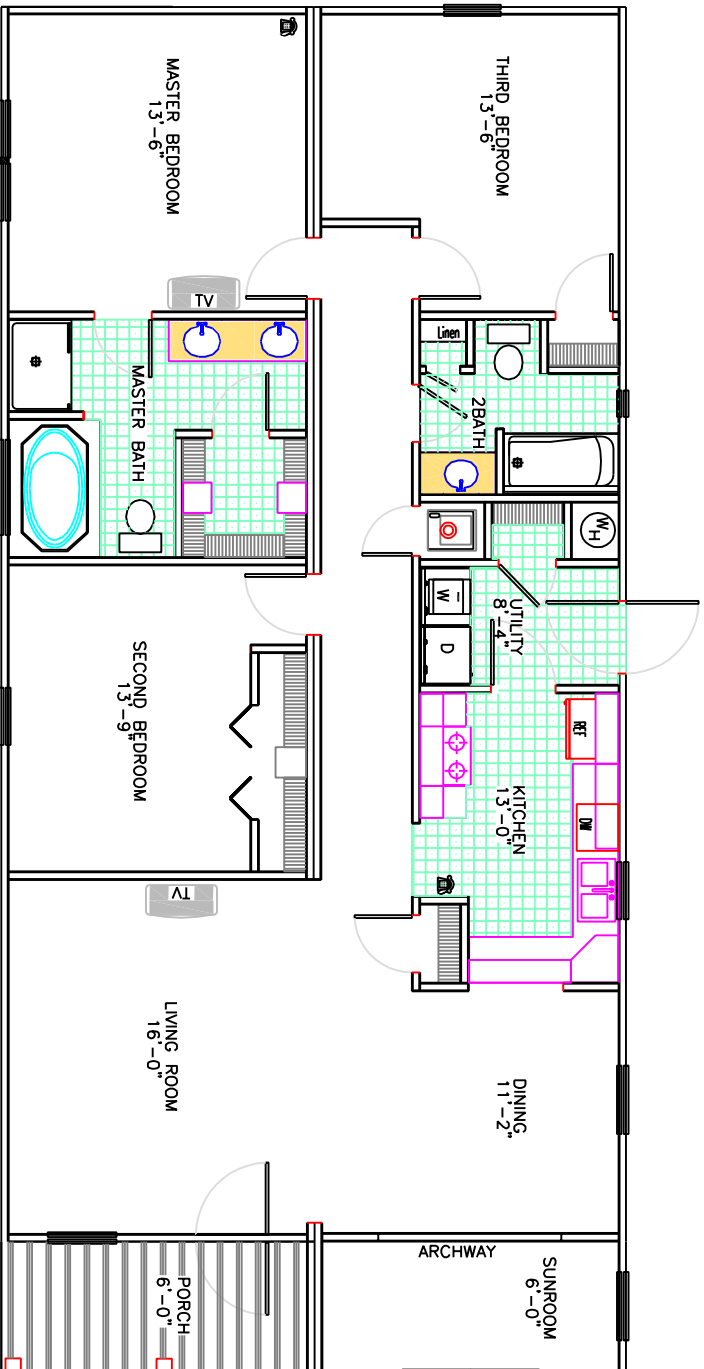 MASTER BEDROOM
13'-6"
THIRD BEDROOM
13'-6"
TV
Linen
2BATH
MASTER BATH
WH
UTILITY
8'-4"
W
D
SECOND BEDROOM
13'-9"
REF
KITCHEN
13'-0"
DW
TV
LIVING ROOM
16'-0"
DINING
11'-2"
ARCHWAY
SUNROOM
6'-0"
PORCH
6'-0"